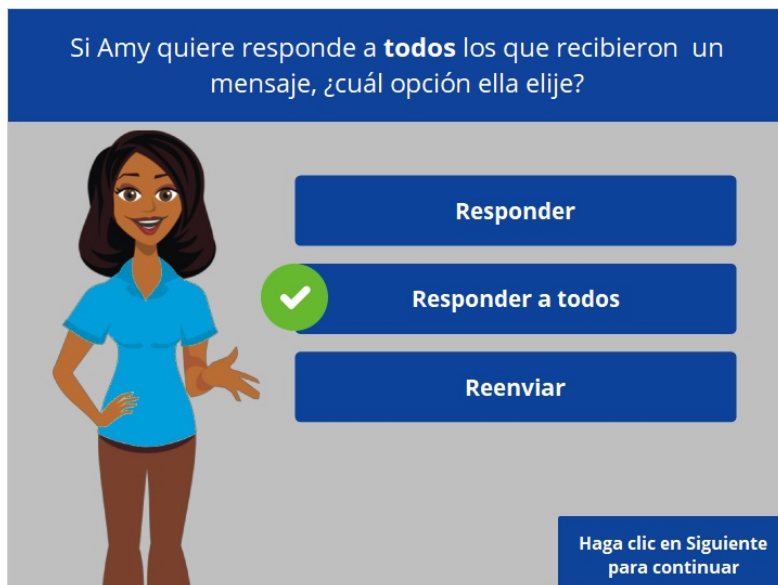 Si Amy quiere responde a todos los que recibieron un
mensaje, ¿cuál opción ella elije?
Responder
Responder a todos
Reenviar
Haga clic en Siguiente
para continuar